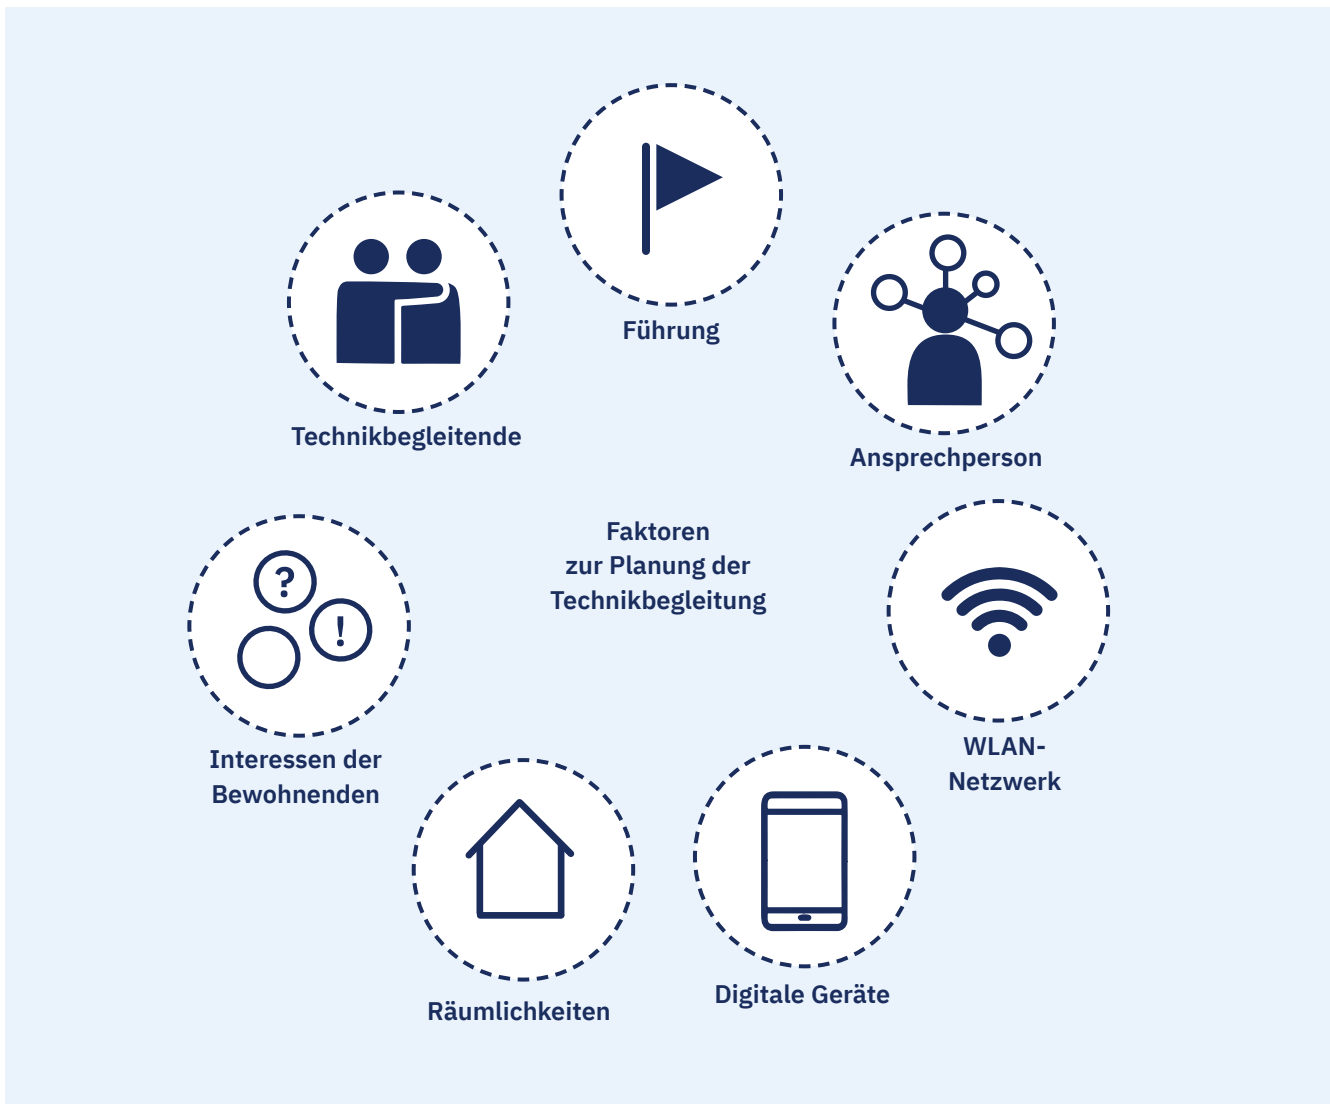 Führung
Technikbegleitende
Ansprechperson
Faktoren
zur Planung der
Technikbegleitung
?
!
Interessen der
Bewohnenden
WLAN-
Netzwerk
Räumlichkeiten
Digitale Geräte